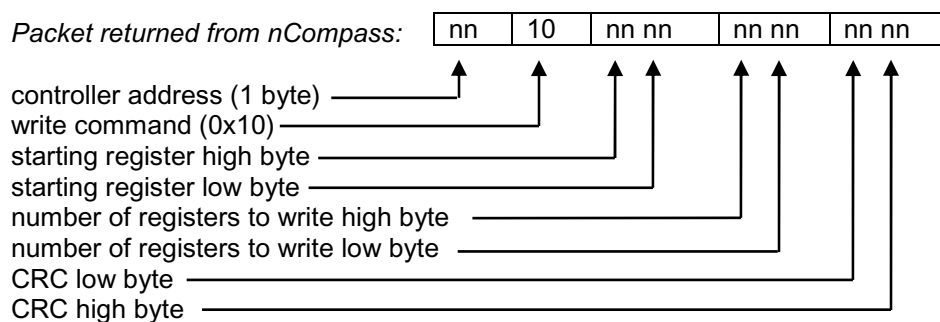 Packet returned from nCompass: nn 10 nn nn nn nn nn nn
controller address (1 byte)
write command (0x10)
starting register high byte
starting register low byte
number of registers to write high byte
number of registers to write low byte
CRC low byte
CRC high byte